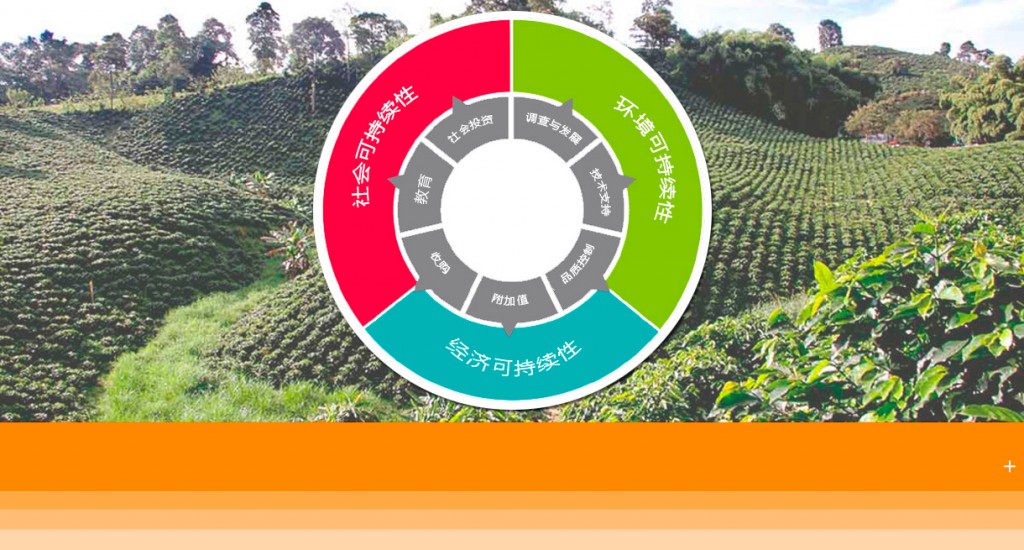 社会可持续性
环境可持续性
经济可持续性
社会投资
调查与发展
技术支持
品质控制
附加值
收购
教育
+